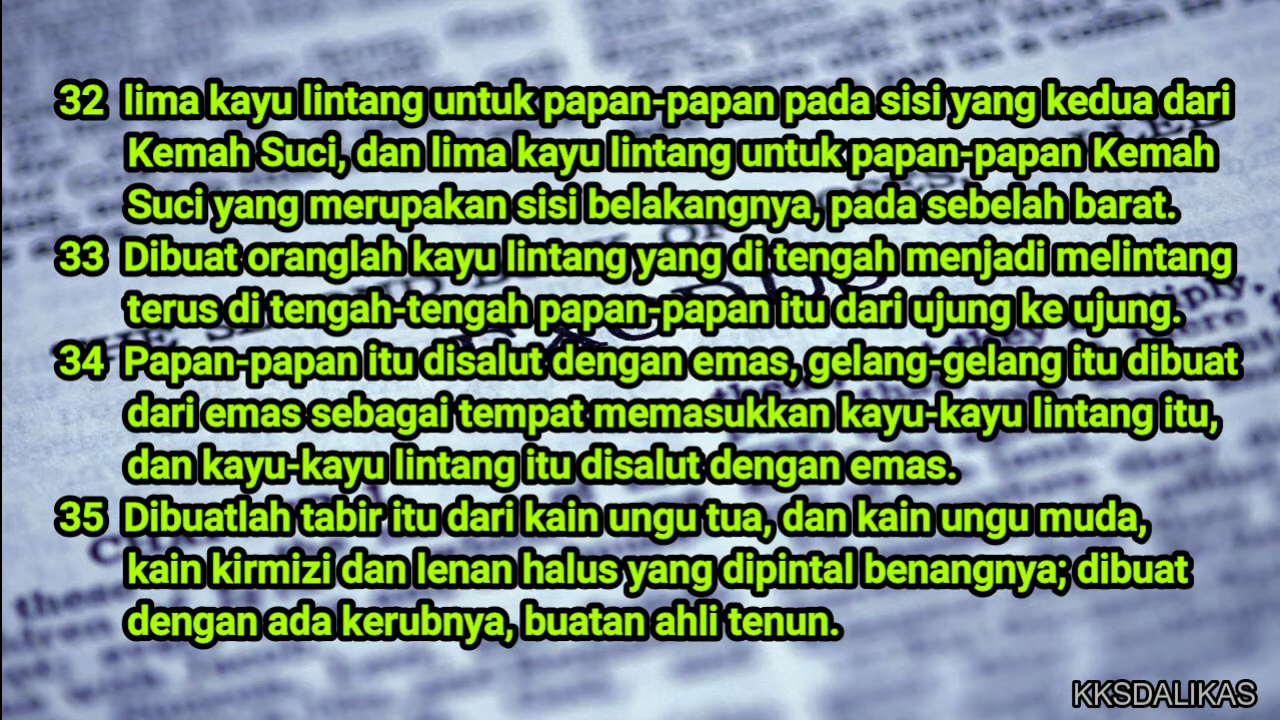 32 lima kayu lintang untuk papan-papan pada sisi yang kedua dari
Kemah Suci, dan lima kayu lintang untuk papan-papan Kemah
Suci yang merupakan sisi belakangnya, pada sebelah barat.
33 Dibuat oranglah kayu lintang yang di tengah menjadi melintang
terus di tengah-tengah papan-papan itu dari ujung ke ujung.
34 Papan-papan itu disalut dengan emas, gelang-gelang itu dibuat
dari emas sebagai tempat memasukkan kayu-kayu lintang itu,
dan kayu-kayu lintang itu disalut dengan emas.
35 Dibuatlah tabir itu dari kain ungu tua, dan kain ungu muda,
kain kirmizi dan lenan halus yang dipintal benangnya; dibuat
dengan ada kerubnya, buatan ahli tenun.
KKSDALIKAS